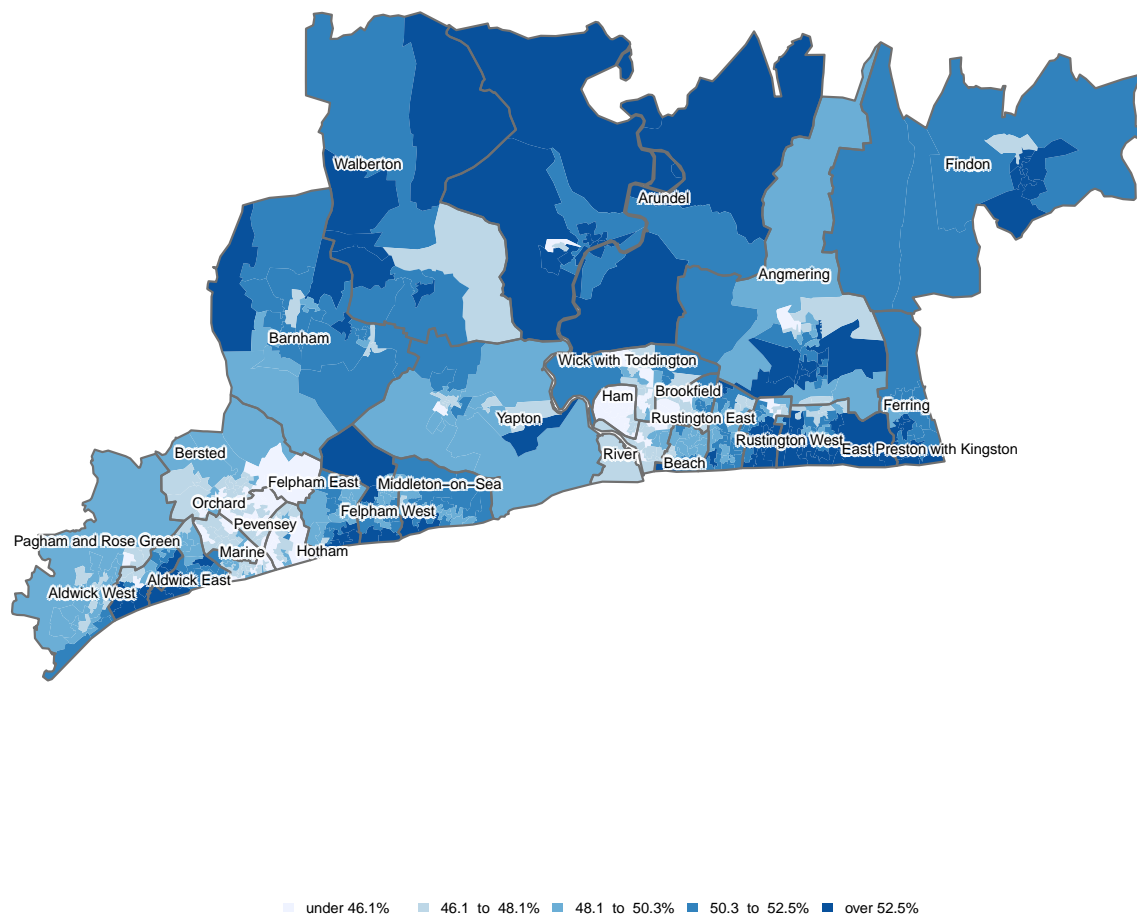 Walberton
Findon
Arundel
Angmering
Barnham
Wick with Toddington
Ham
Brookfield
Ferring
Yapton
Rustington East
Rustington West
East Preston with Kingston
Bersted
River
Beach
Felpham East
Middleton−on−Sea
Orchard
Felpham West
Pevensey
Pagham and Rose Green
Marine
Hotham
Aldwick East
Aldwick West
under 46.1% 46.1 to 48.1% 48.1 to 50.3% 50.3 to 52.5% over 52.5%